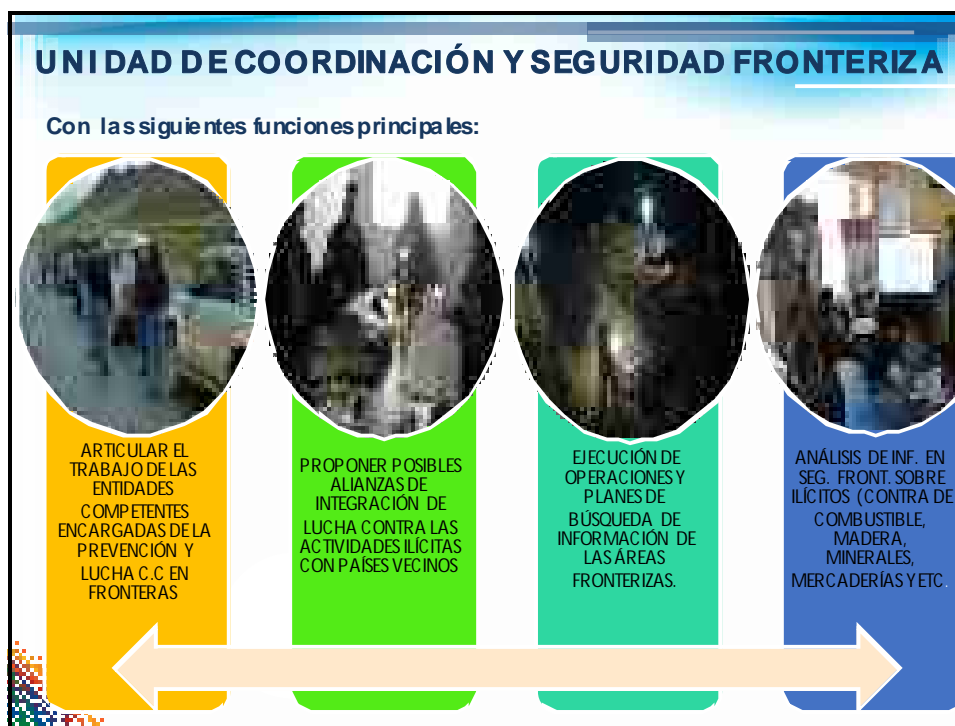 UNIDAD DE COORDINACIÓN Y SEGURIDAD FRONTERIZA
Con las siguientes funciones principales:
ARTICULAR EL
TRABAJO DE LAS
ENTIDADES
COMPETENTES
ENCARGADAS DE LA
PREVENCIÓN Y
LUCHA C.C EN
FRONTERAS
PROPONER POSIBLES
ALIANZAS DE
INTEGRACIÓN DE
LUCHA CONTRA LAS
ACTIVIDADES ILÍCITAS
CON PAÍSES VECINOS
EJECUCIÓN DE
OPERACIONES Y
PLANES DE
BÚSQUEDA DE
INFORMACIÓN DE
LAS ÁREAS
FRONTERIZAS.
ANÁLISIS DE INF. EN
SEG. FRONT. SOBRE
ILÍCITOS (CONTRA DE
COMBUSTIBLE,
MADERA,
MINERALES,
MERCADERÍAS Y ETC.